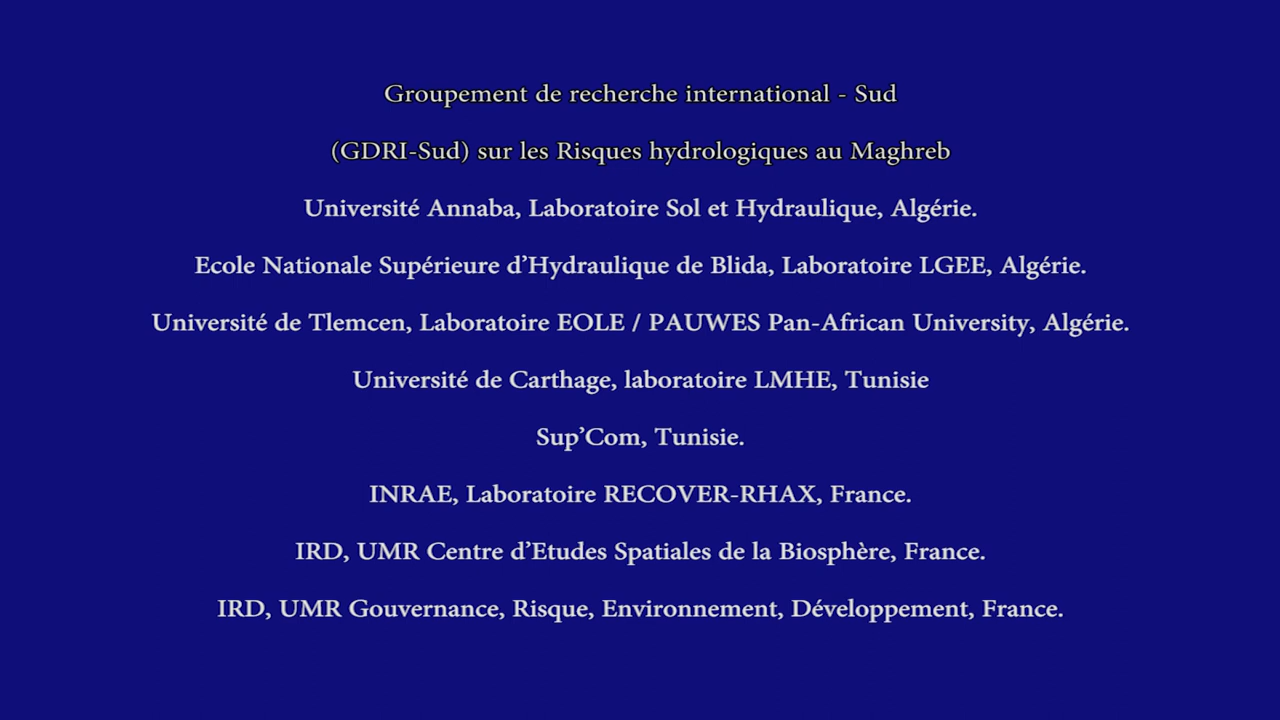 Groupement de recherche international - Sud
(GDRI-Sud) sur les Risques hydrologiques au Maghreb
Université Annaba, Laboratoire Sol et Hydraulique, Algérie.
Ecole Nationale Supérieure d’Hydraulique de Blida, Laboratoire LGEE, Algérie.
Université de Tlemcen, Laboratoire EOLE / PAUWES Pan-African University, Algérie.
Université de Carthage, laboratoire LMHE, Tunisie
Sup’Com, Tunisie.
INRAE, Laboratoire RECOVER-RHAX, France.
IRD, UMR Centre d’Etudes Spatiales de la Biosphère, France.
IRD, UMR Gouvernance, Risque, Environnement, Développement, France.